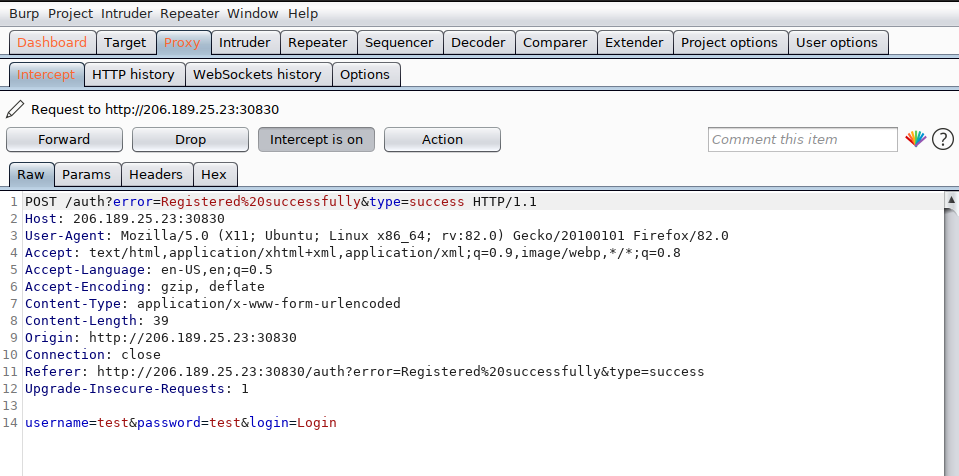 Burp Project Intruder Repeater Window Help
Dashboard Target Proxy Intruder Repeater Sequencer Decoder Comparer Extender Project options User options
Intercept HTTP history WebSockets history Options
Request to http://206.189.25.23:30830
Forward Drop Intercept is on Action Comment this item ?
Raw Params Headers Hex
1 POST /auth?error=Registered%20successfully&type=success HTTP/1.1
2 Host: 206.189.25.23:30830
3 User-Agent: Mozilla/5.0 (X11; Ubuntu; Linux x86_64; rv:82.0) Gecko/20100101 Firefox/82.0
4 Accept: text/html,application/xhtml+xml,application/xml;q=0.9,image/webp,*/*;q=0.8
5 Accept-Language: en-US,en;q=0.5
6 Accept-Encoding: gzip, deflate
7 Content-Type: application/x-www-form-urlencoded
8 Content-Length: 39
9 Origin: http://206.189.25.23:30830
10 Connection: close
11 Referer: http://206.189.25.23:30830/auth?error=Registered%20successfully&type=success
12 Upgrade-Insecure-Requests: 1
13
14 username=test&password=test&login=Login